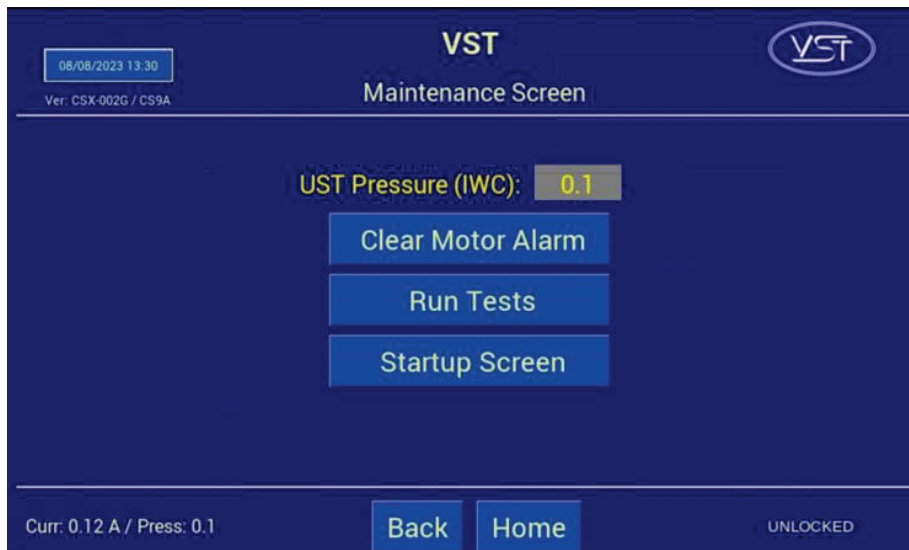 VST
VST
08/08/2023 13:30
Maintenance Screen
Ver: CSX-002G / CS9A
UST Pressure (IWC): 0.1
Clear Motor Alarm
Run Tests
Startup Screen
Curr: 0.12 A / Press: 0.1
Back
Home
UNLOCKED